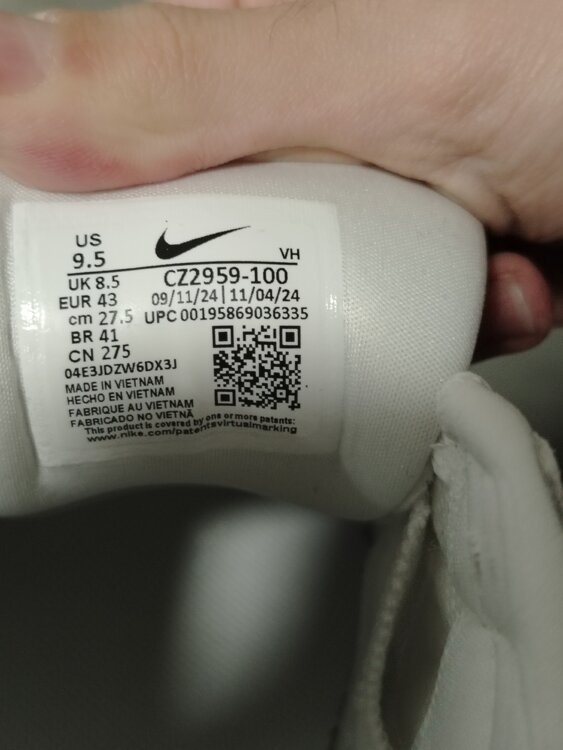 US
9.5
VH
UK 8.5 CZ2959-100
EUR 43 09/11/24 | 11/04/24
cm 27.5 UPC 00195869036335
BR 41
CN 275
04E3JDZW6DX3J
MADE IN VIETNAM
HECHO EN VIETNAM
FABRIQUE AU VIETNAM
FABRICADO NO VIETNÃ
This product is covered by one or more patents:
www.nike.com/patentsvirtualmarking